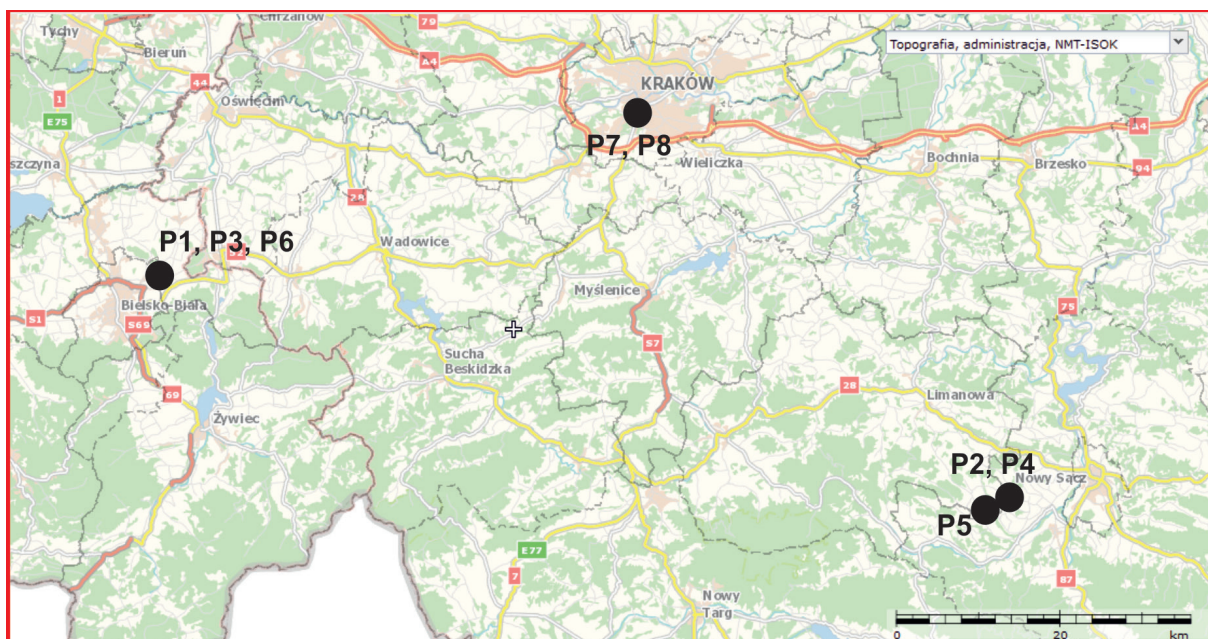 Tychy
Chrzanów
79
Topografia, administracja, NMT-ISOK
Bieruń
A4
KRAKÓW
44
1
Oświęcim
E75
P7, P8
A4
Bochnia
Brzesko
94
szczyna
Wieliczka
28
P1, P3, P6
S2
Wadowice
Myślenice
Bielsko-Biała
S1
S69
75
S7
Sucha
Beskidzka
69
28
Limanowa
Żywiec
P2, P4
Nowy Sącz
P5
E77
7
87
Nowy
Targ
0 20 km